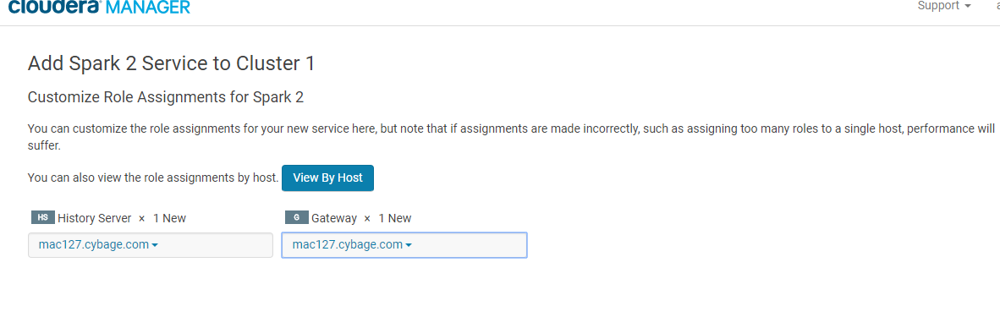 cloudera MANAGER
Support
Add Spark 2 Service to Cluster 1
Customize Role Assignments for Spark 2
You can customize the role assignments for your new service here, but note that if assignments are made incorrectly, such as assigning too many roles to a single host, performance will
suffer.
You can also view the role assignments by host. View By Host
HS History Server × 1 New
G Gateway × 1 New
mac127.cybage.com
mac127.cybage.com